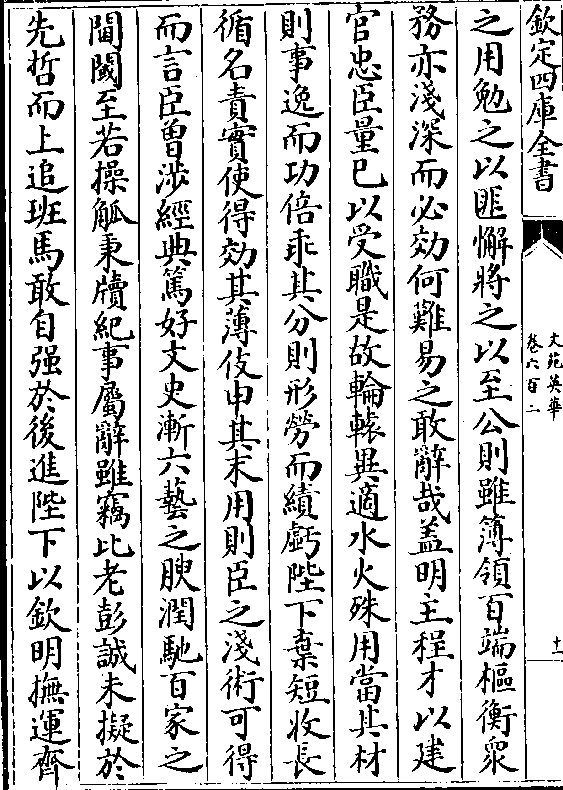 欽定四庫全書
文苑英華
卷六百二
十一
之用勉之以匪懈將之以至公則雖簿領百端樞衡衆
務亦淺深而必効何難易之敢辭哉盖明主程才以建
官忠臣量已以受職是故輪轅異適水火殊用當其材
則事逸而功倍乖其分則形勞而績虧陛下棄短收長
循名責實使得効其薄伎申其末用則臣之淺術可得
而言臣曽涉經典篤好文史漸六藝之腴潤馳百家之
閫閾至若操觚秉牘紀事屬辭雖竊比老彭誠未擬於
先哲而上追班馬敢自强於後進陛下以欽明撫運齊